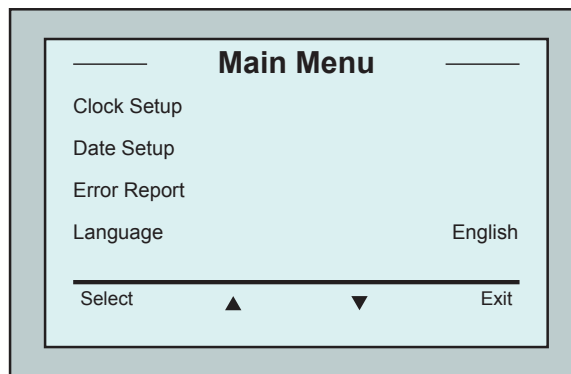 Main Menu
Clock Setup
Date Setup
Error Report
Language English
Select ▲ ▼ Exit